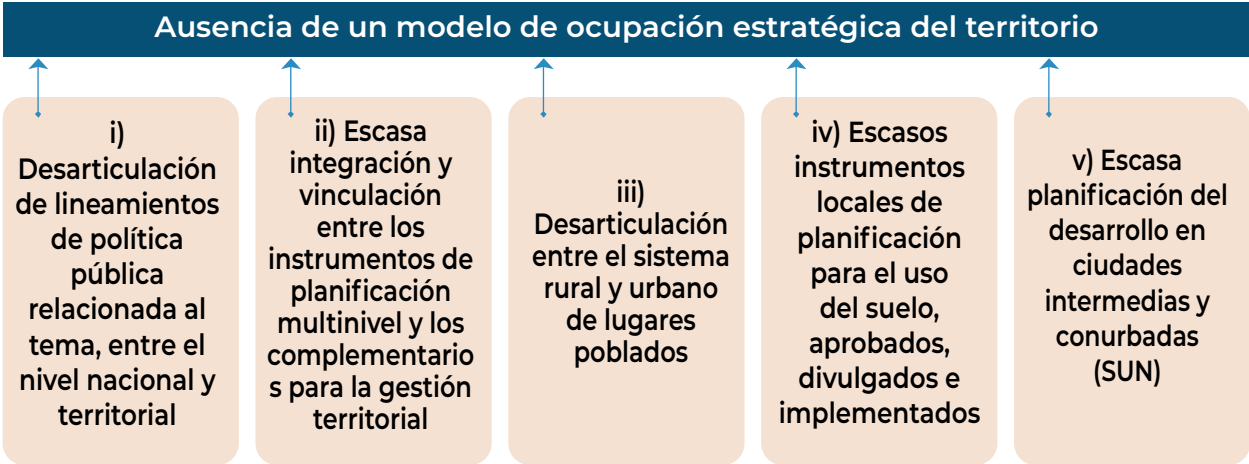 Ausencia de un modelo de ocupación estratégica del territorio
i)
Desarticulación
de lineamientos
de política
pública
relacionada al
tema, entre el
nivel nacional y
territorial
ii) Escasa
integración y
vinculación
entre los
instrumentos de
planificación
multinivel y los
complementario
s para la gestión
territorial
iii)
Desarticulación
entre el sistema
rural y urbano
de lugares
poblados
iv) Escasos
instrumentos
locales de
planificación
para el uso
del suelo,
aprobados,
divulgados e
implementados
v) Escasa
planificación del
desarrollo en
ciudades
intermedias y
conurbadas
(SUN)